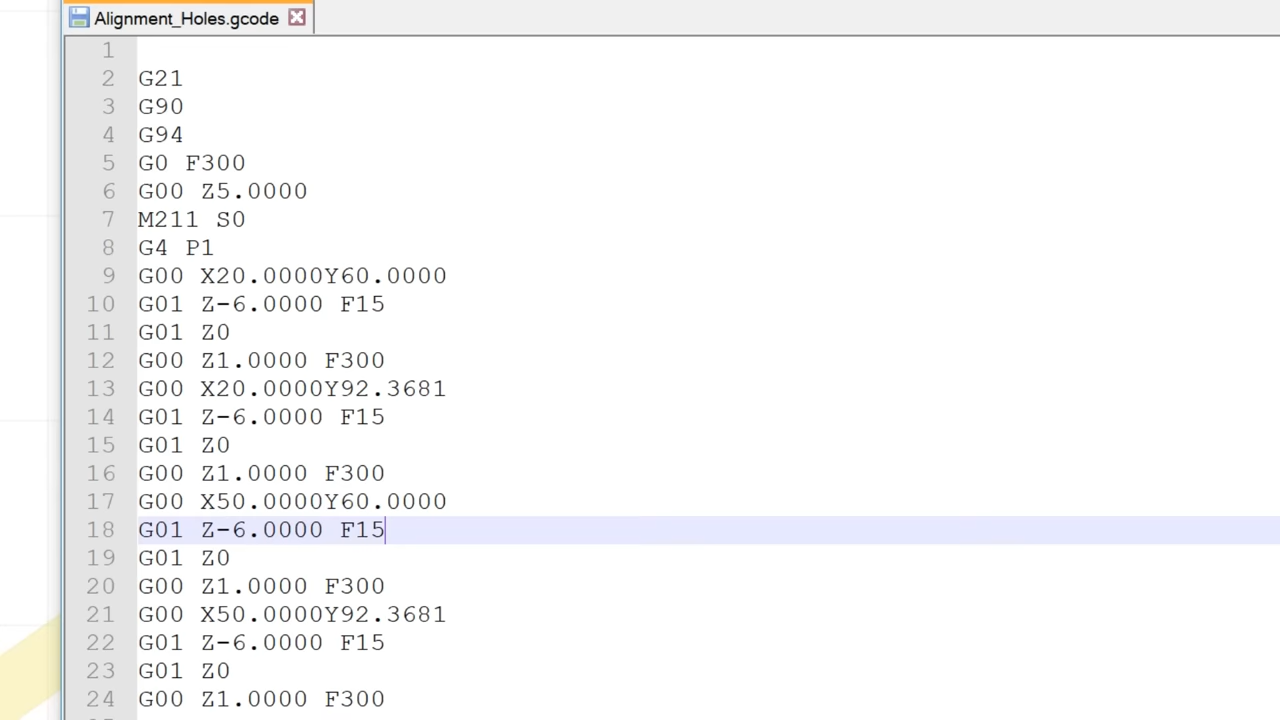 Alignment_Holes.gcode
1
2 G21
3 G90
4 G94
5 G0 F300
6 G00 Z5.0000
7 M211 S0
8 G4 P1
9 G00 X20.0000Y60.0000
10 G01 Z-6.0000 F15
11 G01 Z0
12 G00 Z1.0000 F300
13 G00 X20.0000Y92.3681
14 G01 Z-6.0000 F15
15 G01 Z0
16 G00 Z1.0000 F300
17 G00 X50.0000Y60.0000
18 G01 Z-6.0000 F15
19 G01 Z0
20 G00 Z1.0000 F300
21 G00 X50.0000Y92.3681
22 G01 Z-6.0000 F15
23 G01 Z0
24 G00 Z1.0000 F300